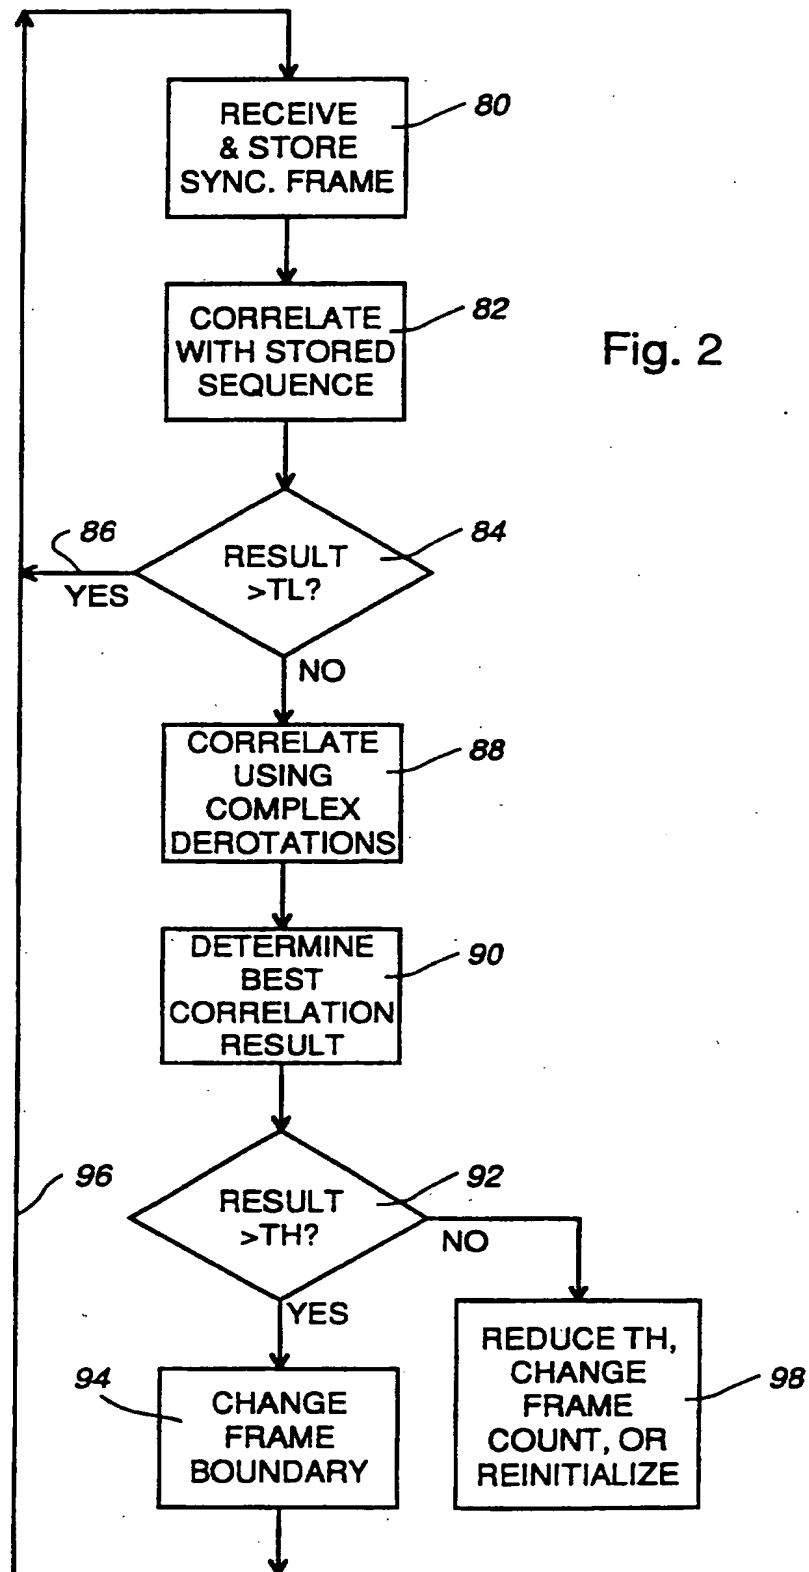 RECEIVE
& STORE
SYNC. FRAME
80
CORRELATE
WITH STORED
SEQUENCE
82
Fig. 2
RESULT
>TL?
84
86
YES
NO
CORRELATE
USING
COMPLEX
DEROTATIONS
88
DETERMINE
BEST
CORRELATION
RESULT
90
RESULT
>TH?
92
96
NO
YES
CHANGE
FRAME
BOUNDARY
94
REDUCE TH,
CHANGE
FRAME
COUNT, OR
REINITIALIZE
98